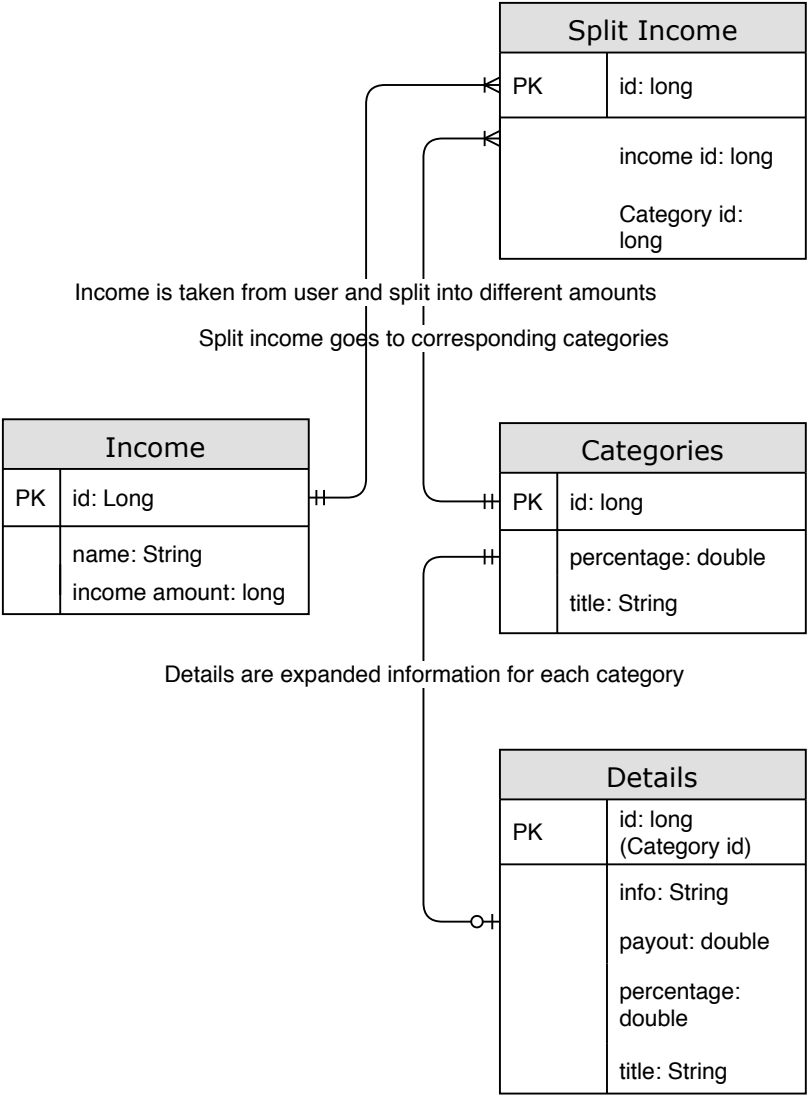 Split Income
PK
id: long
income id: long
Category id:
long
Income is taken from user and split into different amounts
Split income goes to corresponding categories
Income
PK
id: Long
name: String
income amount: long
Categories
PK
id: long
percentage: double
title: String
Details are expanded information for each category
Details
PK
id: long
(Category id)
info: String
payout: double
percentage:
double
title: String